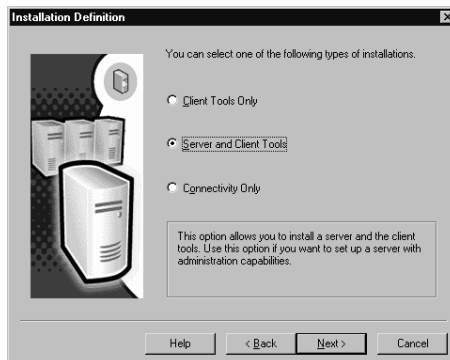 Installation Definition
You can select one of the following types of installations.
Client Tools Only
Server and Client Tools
Connectivity Only
This option allows you to install a server and the client
tools. Use this option if you want to set up a server with
administration capabilities.
Help < Back Next > Cancel